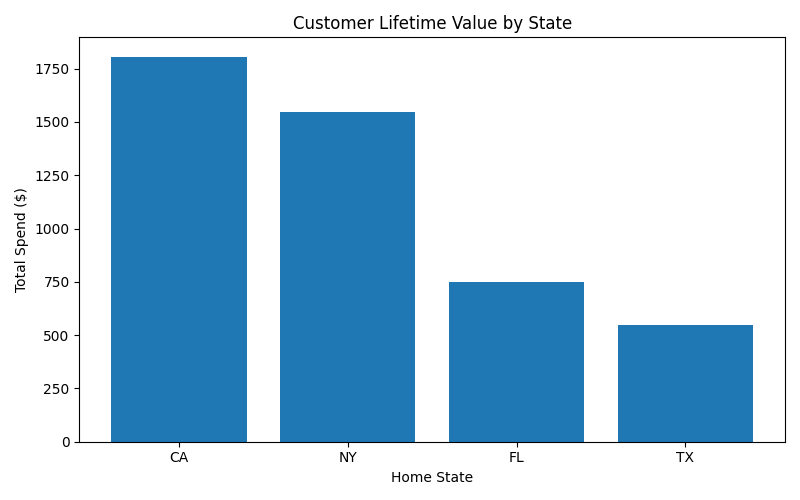 Customer Lifetime Value by State
Total Spend ($)
1750
1500
1250
1000
750
500
250
0
CA NY FL TX
Home State